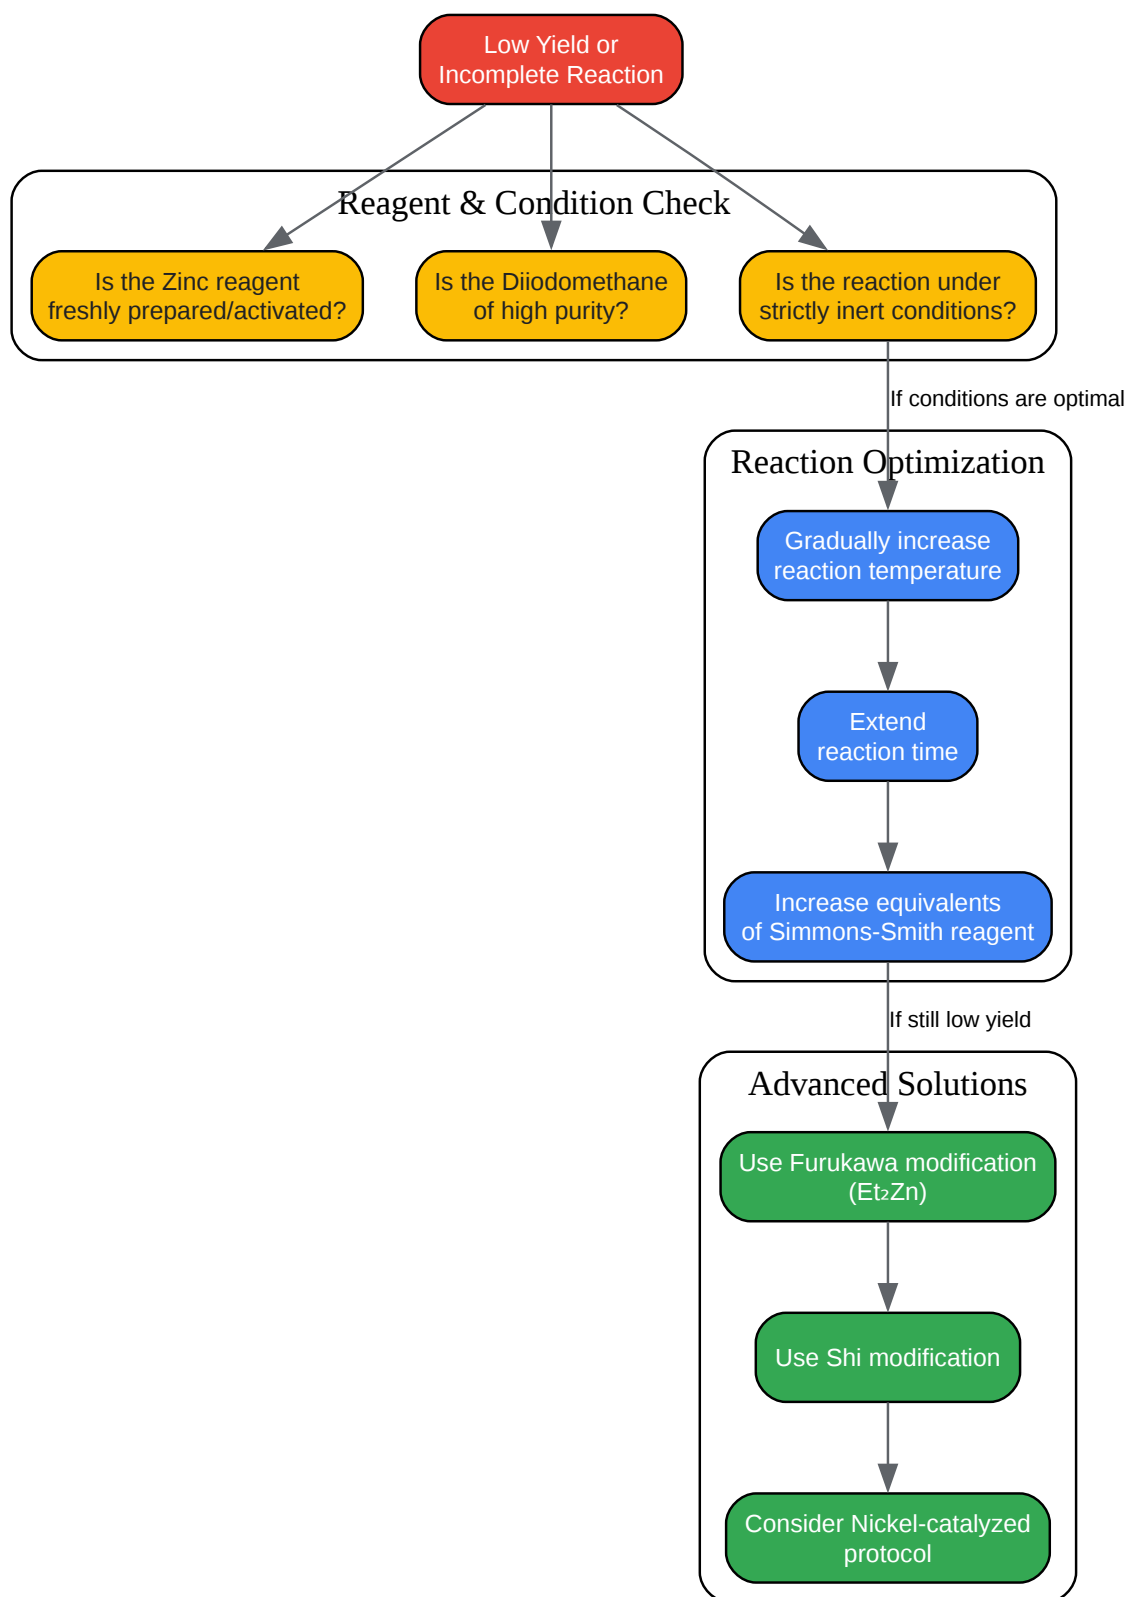 Low Yield or
Incomplete Reaction
Reagent & Condition Check
Is the Zinc reagent
freshly prepared/activated?
Is the Diiodomethane
of high purity?
Is the reaction under
strictly inert conditions?
If conditions are optimal
Reaction Optimization
Gradually increase
reaction temperature
Extend
reaction time
Increase equivalents
of Simmons-Smith reagent
If still low yield
Advanced Solutions
Use Furukawa modification
(Et₂Zn)
Use Shi modification
Consider Nickel-catalyzed
protocol